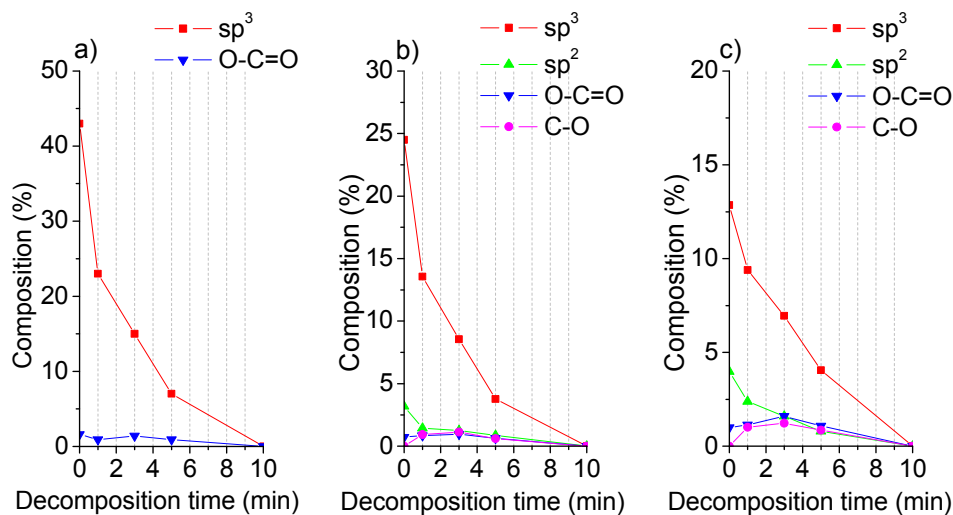 a)
sp³
O-C=O
50
40
30
20
10
0
Composition (%)
0 2 4 6 8 10
Decomposition time (min)
b)
sp³
sp²
O-C=O
C-O
30
25
20
15
10
5
0
Composition (%)
0 2 4 6 8 10
Decomposition time (min)
c)
sp³
sp²
O-C=O
C-O
20
15
10
5
0
Composition (%)
0 2 4 6 8 10
Decomposition time (min)